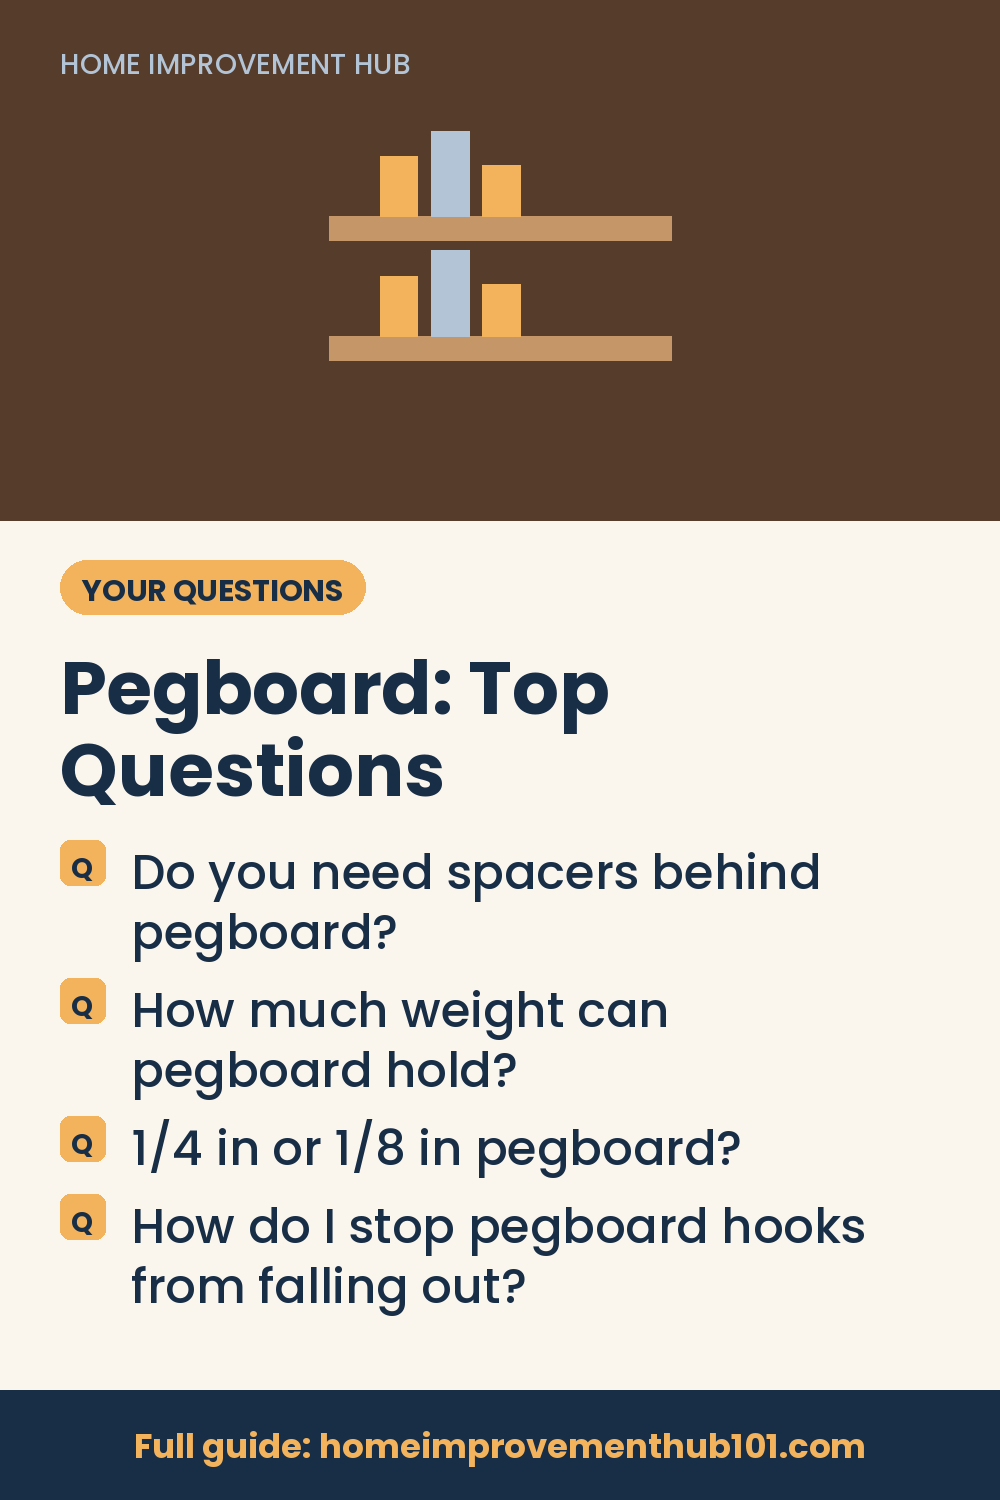 HOME IMPROVEMENT HUB
YOUR QUESTIONS
Pegboard: Top
Questions
Q Do you need spacers behind
pegboard?
Q How much weight can
pegboard hold?
Q 1/4 in or 1/8 in pegboard?
Q How do I stop pegboard hooks
from falling out?
Full guide: homeimprovementhub101.com